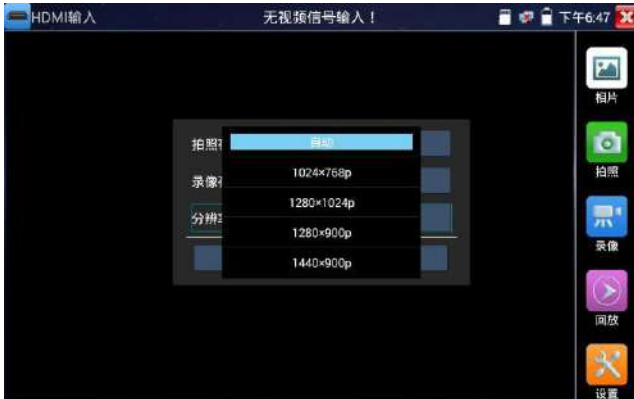 HDMI输入
无视频信号输入！
下午6:47
相片
拍照
自动
拍照
1024×768p
录像
1280×1024p
分辨
1280×900p
录像
1440×900p
回放
设置